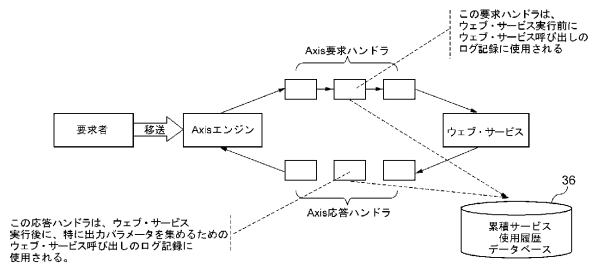 この要求ハンドラは、
ウェブ・サービス実行前に
ウェブ・サービス呼び出しの
ログ記録に
使用される
Axis要求ハンドラ
要求者
移送
Axisエンジン
ウェブ・サービス
Axis応答ハンドラ
この応答ハンドラは、ウェブ・サービス
実行後に、特に出力パラメータを集めるための
ウェブ・サービス呼び出しのログ記録に
使用される。
36
累積サービス
使用履歴
データベース